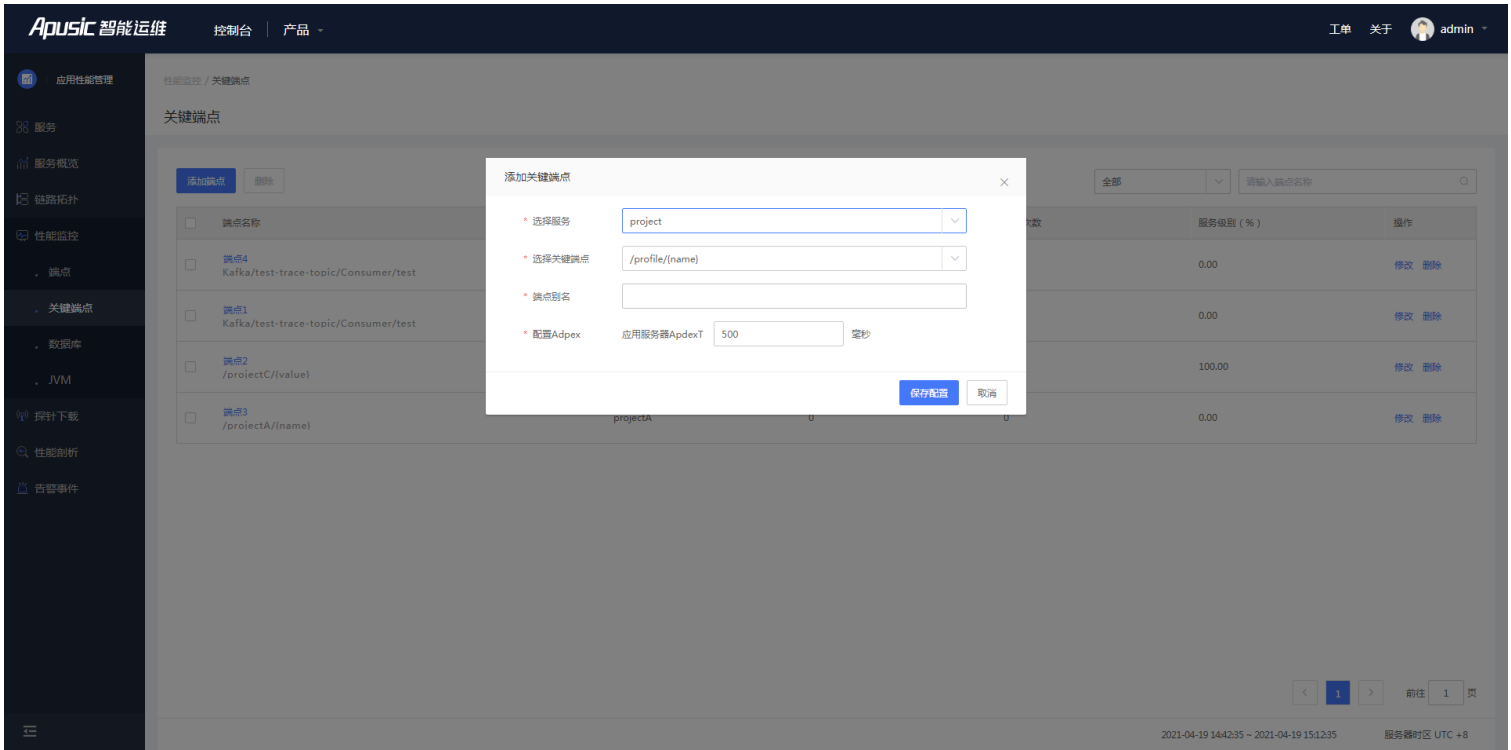 Apusic 智能运维
控制台
产品
工单
关于
admin
应用性能管理
服务
服务概览
链路拓扑
性能监控
端点
关键端点
数据库
JVM
探针下载
性能剖析
告警事件
性能监控 / 关键端点
关键端点
添加端点
删除
全部
请输入端点名称
端点名称
次数
服务级别 ( % )
操作
端点4
Kafka/test-trace-topic/Consumer/test
0.00
修改 删除
端点1
Kafka/test-trace-topic/Consumer/test
0.00
修改 删除
端点2
/projectC/{value}
100.00
修改 删除
端点3
/projectA/{name}
projectA
0
0
0.00
修改 删除
添加关键端点
* 选择服务
project
* 选择关键端点
/profile/{name}
* 端点别名
* 配置Adpex
应用服务器ApdexT
500
毫秒
保存配置
取消
1
前往
1
页
2021-04-19 14:42:35 ~ 2021-04-19 15:12:35
服务器时区 UTC +8